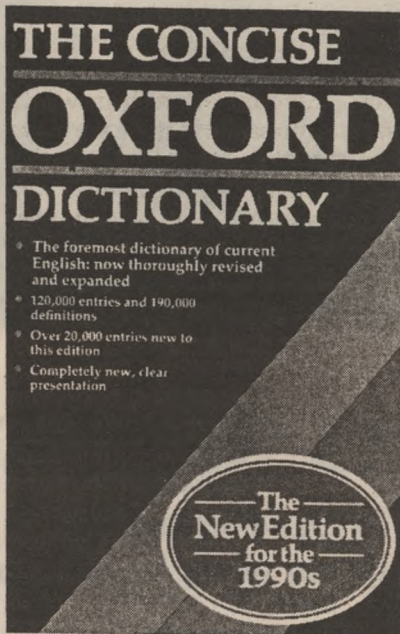 THE CONCISE
OXFORD
DICTIONARY
* The foremost dictionary of current
English: now thoroughly revised
and expanded
* 120,000 entries and 190,000
definitions
* Over 20,000 entries new to
this edition
* Completely new, clear
presentation
The
New Edition
for the
1990s